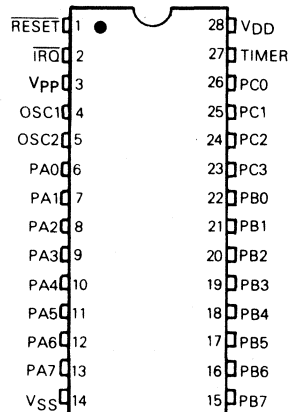 RESET 1 28 VDD
IRQ 2 27 TIMER
VPP 3 26 PC0
OSC1 4 25 PC1
OSC2 5 24 PC2
PA0 6 23 PC3
PA1 7 22 PB0
PA2 8 21 PB1
PA3 9 20 PB2
PA4 10 19 PB3
PA5 11 18 PB4
PA6 12 17 PB5
PA7 13 16 PB6
VSS 14 15 PB7